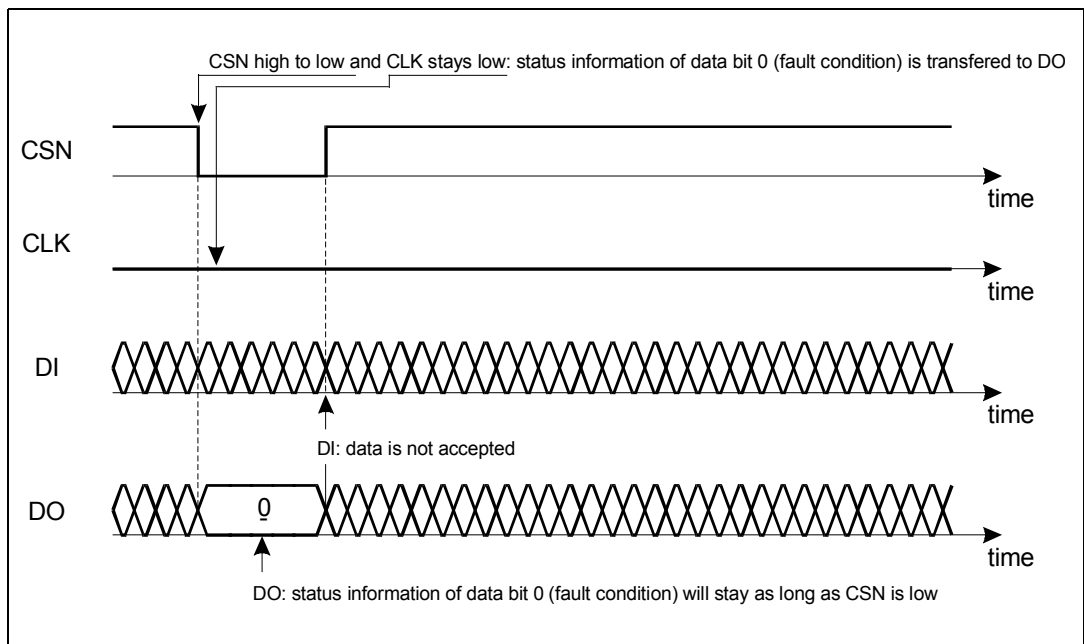 CSN high to low and CLK stays low: status information of data bit 0 (fault condition) is transfered to DO
CSN
time
CLK
time
DI
time
DI: data is not accepted
DO
0
time
DO: status information of data bit 0 (fault condition) will stay as long as CSN is low